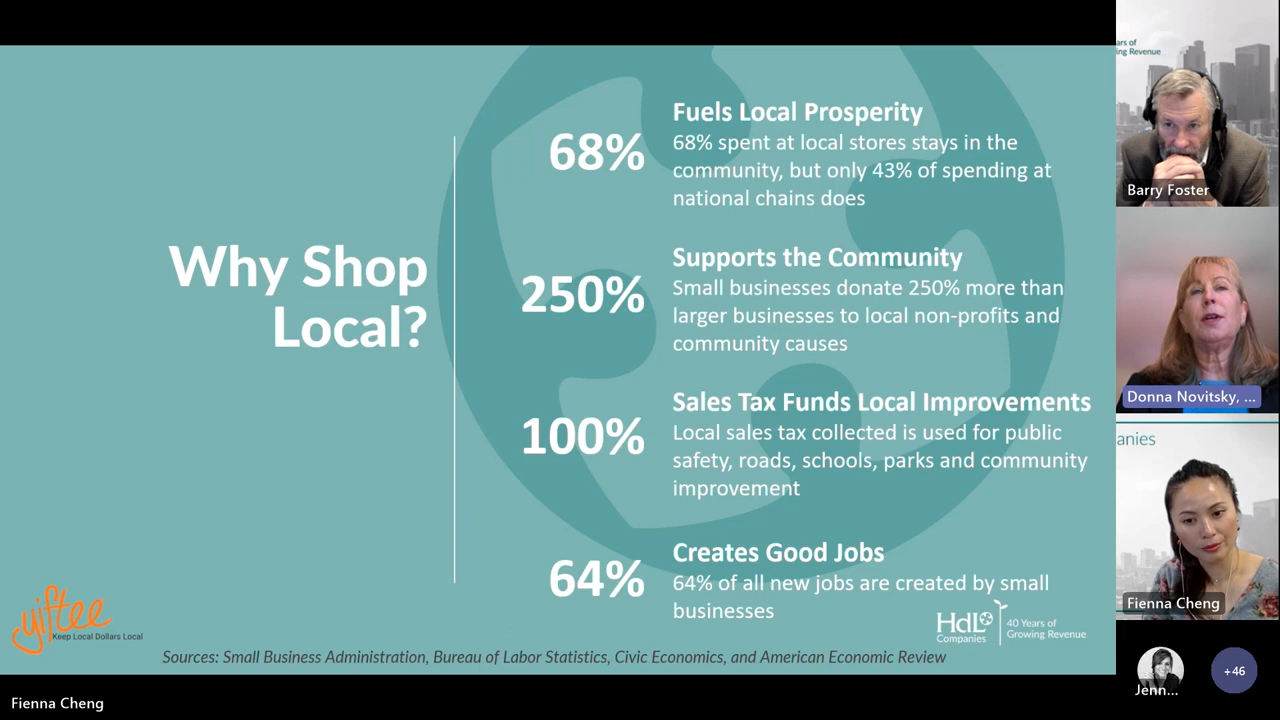 Why Shop
Local?
68%
Fuels Local Prosperity
68% spent at local stores stays in the
community, but only 43% of spending at
national chains does
250%
Supports the Community
Small businesses donate 250% more than
larger businesses to local non-profits and
community causes
100%
Sales Tax Funds Local Improvements
Local sales tax collected is used for public
safety, roads, schools, parks and community
improvement
64%
Creates Good Jobs
64% of all new jobs are created by small
businesses
yiftee
Keep Local Dollars Local
HdL
Companies
40 Years of
Growing Revenue
Sources: Small Business Administration, Bureau of Labor Statistics, Civic Economics, and American Economic Review
Fienna Cheng
ars of
ing Revenue
Barry Foster
Donna Novitsky, ...
anies
Fienna Cheng
Jenn...
+46